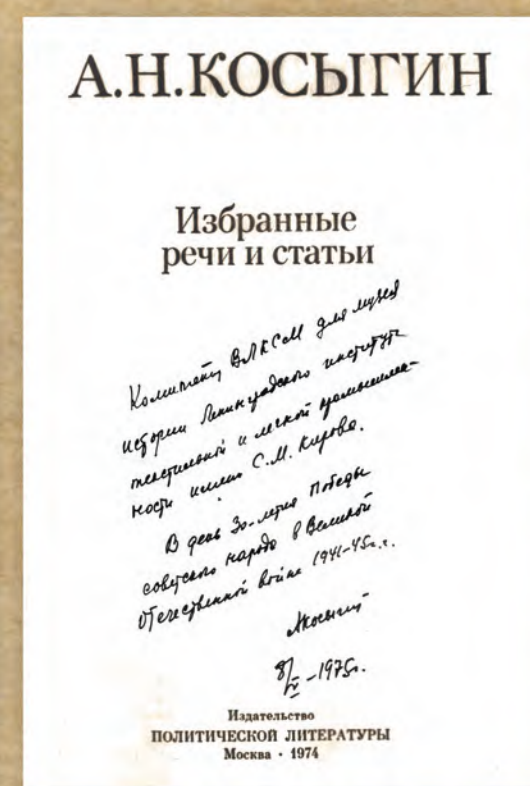 А.Н.КОСЫГИН
Избранные
речи и статьи
Комитету ВЛКСМ для музея
истории Ленинградского института
текстильной и легкой промышлен-
ности имени С.М. Кирова.
В день 30-летия Победы
советского народа в Великой
Отечественной войне 1941-45г.г.
АКосыгин
8/V-1975г.
Издательство
ПОЛИТИЧЕСКОЙ ЛИТЕРАТУРЫ
Москва · 1974